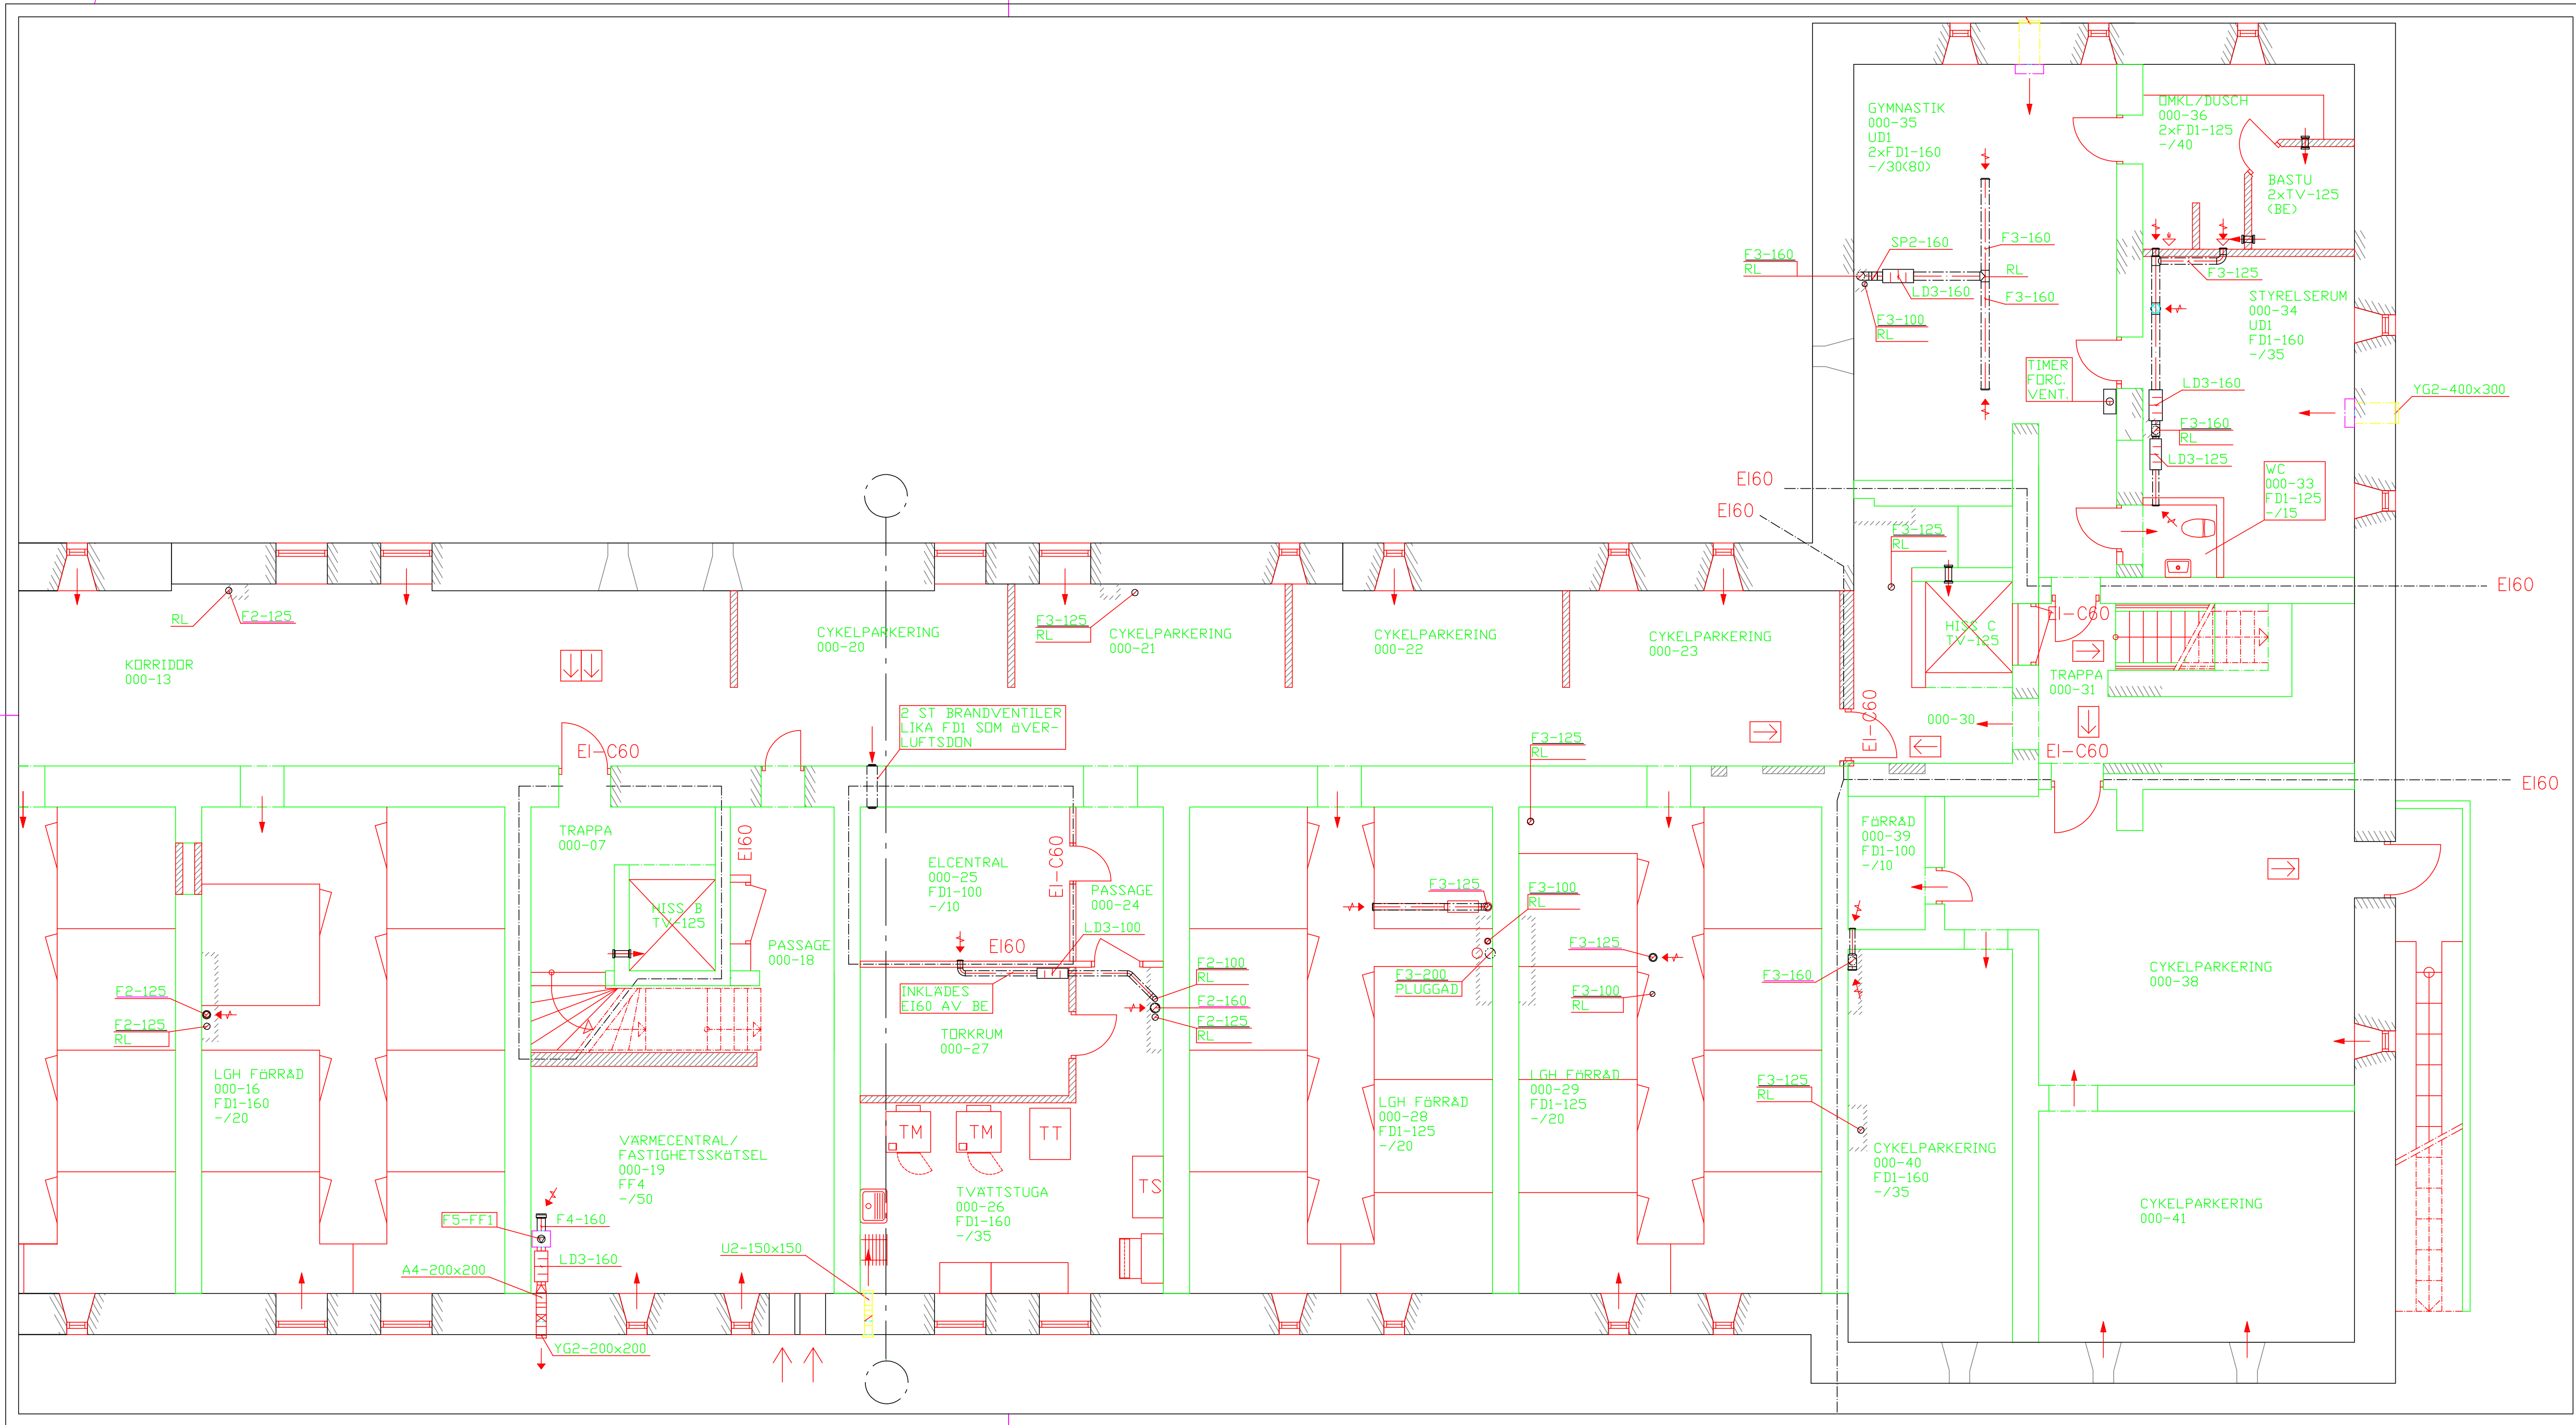 GYMNASTIK
000-35
UD1
2xFD1-160
-/30(80)
OMKL/DUSCH
000-36
2xFD1-125
-/40
BASTU
2xTV-125
(BE)
F3-160
RL
SP2-160
LD3-160
F3-100
RL
F3-160
RL
F3-160
F3-125
STYRELSERUM
000-34
UD1
FD1-160
-/35
TIMER
FORC.
VENT.
LD3-160
F3-160
RL
LD3-125
YG2-400x300
WC
000-33
FD1-125
-/15
EI60
EI60
F3-125
RL
EI60
HISS C
TV-125
EI-C60
TRAPPA
000-31
000-30
EI-C60
EI-C60
EI60
RL
F2-125
KORRIDOR
000-13
CYKELPARKERING
000-20
F3-125
RL
CYKELPARKERING
000-21
CYKELPARKERING
000-22
CYKELPARKERING
000-23
2 ST BRANDVENTILER
LIKA FD1 SOM ÖVER-
LUFTSDON
EI-C60
F3-125
RL
TRAPPA
000-07
EI60
HISS B
TV-125
PASSAGE
000-18
ELCENTRAL
000-25
FD1-100
-/10
EI-C60
PASSAGE
000-24
LD3-100
EI60
INKLÄDES
EI60 AV BE
F2-100
RL
F2-160
F2-125
RL
TORKRUM
000-27
F3-125
F3-100
RL
F3-200
PLUGGAD
F3-125
F3-100
RL
FÖRRÅD
000-39
FD1-100
-/10
F3-160
CYKELPARKERING
000-38
F2-125
F2-125
RL
LGH FÖRRÅD
000-16
FD1-160
-/20
VÄRMECENTRAL/
FASTIGHETSSKÖTSEL
000-19
FF4
-/50
TM
TM
TT
TS
TVÄTTSTUGA
000-26
FD1-160
-/35
LGH FÖRRÅD
000-28
FD1-125
-/20
LGH FÖRRÅD
000-29
FD1-125
-/20
F3-125
RL
CYKELPARKERING
000-40
FD1-160
-/35
CYKELPARKERING
000-41
F5-FF1
F4-160
LD3-160
A4-200x200
U2-150x150
YG2-200x200